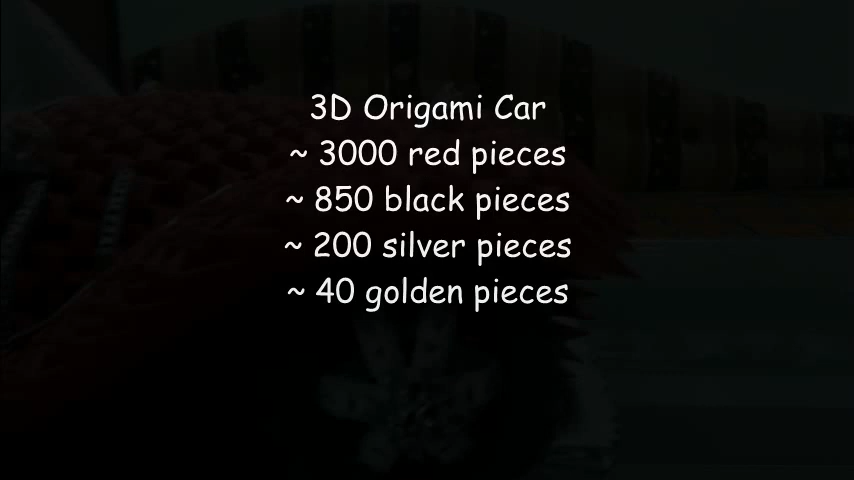 3D Origami Car
~ 3000 red pieces
~ 850 black pieces
~ 200 silver pieces
~ 40 golden pieces